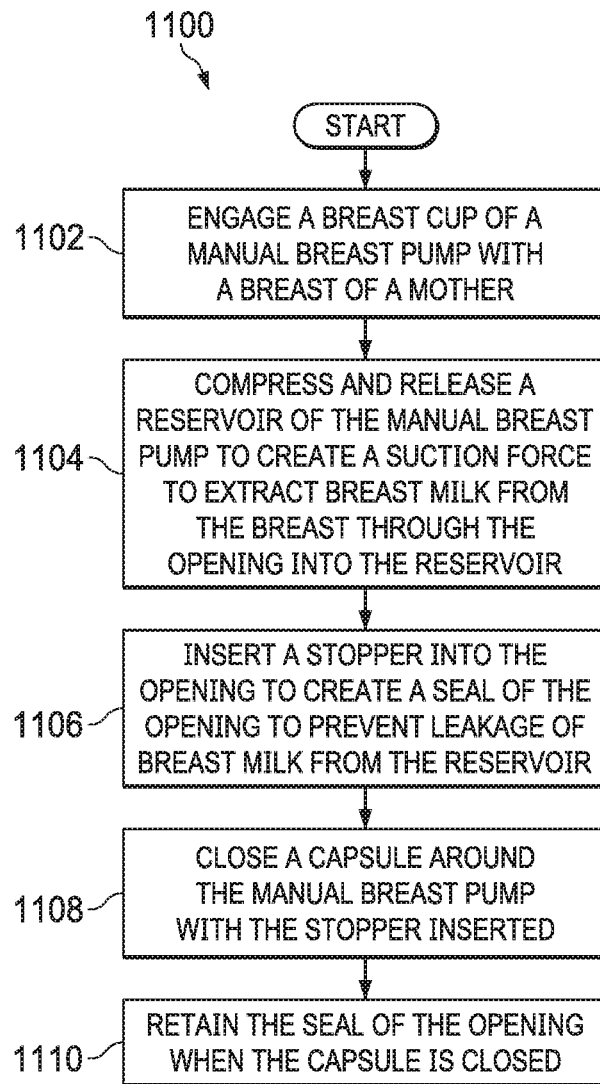 1100
START
1102
ENGAGE A BREAST CUP OF A
MANUAL BREAST PUMP WITH
A BREAST OF A MOTHER
1104
COMPRESS AND RELEASE A
RESERVOIR OF THE MANUAL BREAST
PUMP TO CREATE A SUCTION FORCE
TO EXTRACT BREAST MILK FROM
THE BREAST THROUGH THE
OPENING INTO THE RESERVOIR
1106
INSERT A STOPPER INTO THE
OPENING TO CREATE A SEAL OF THE
OPENING TO PREVENT LEAKAGE OF
BREAST MILK FROM THE RESERVOIR
1108
CLOSE A CAPSULE AROUND
THE MANUAL BREAST PUMP
WITH THE STOPPER INSERTED
1110
RETAIN THE SEAL OF THE OPENING
WHEN THE CAPSULE IS CLOSED